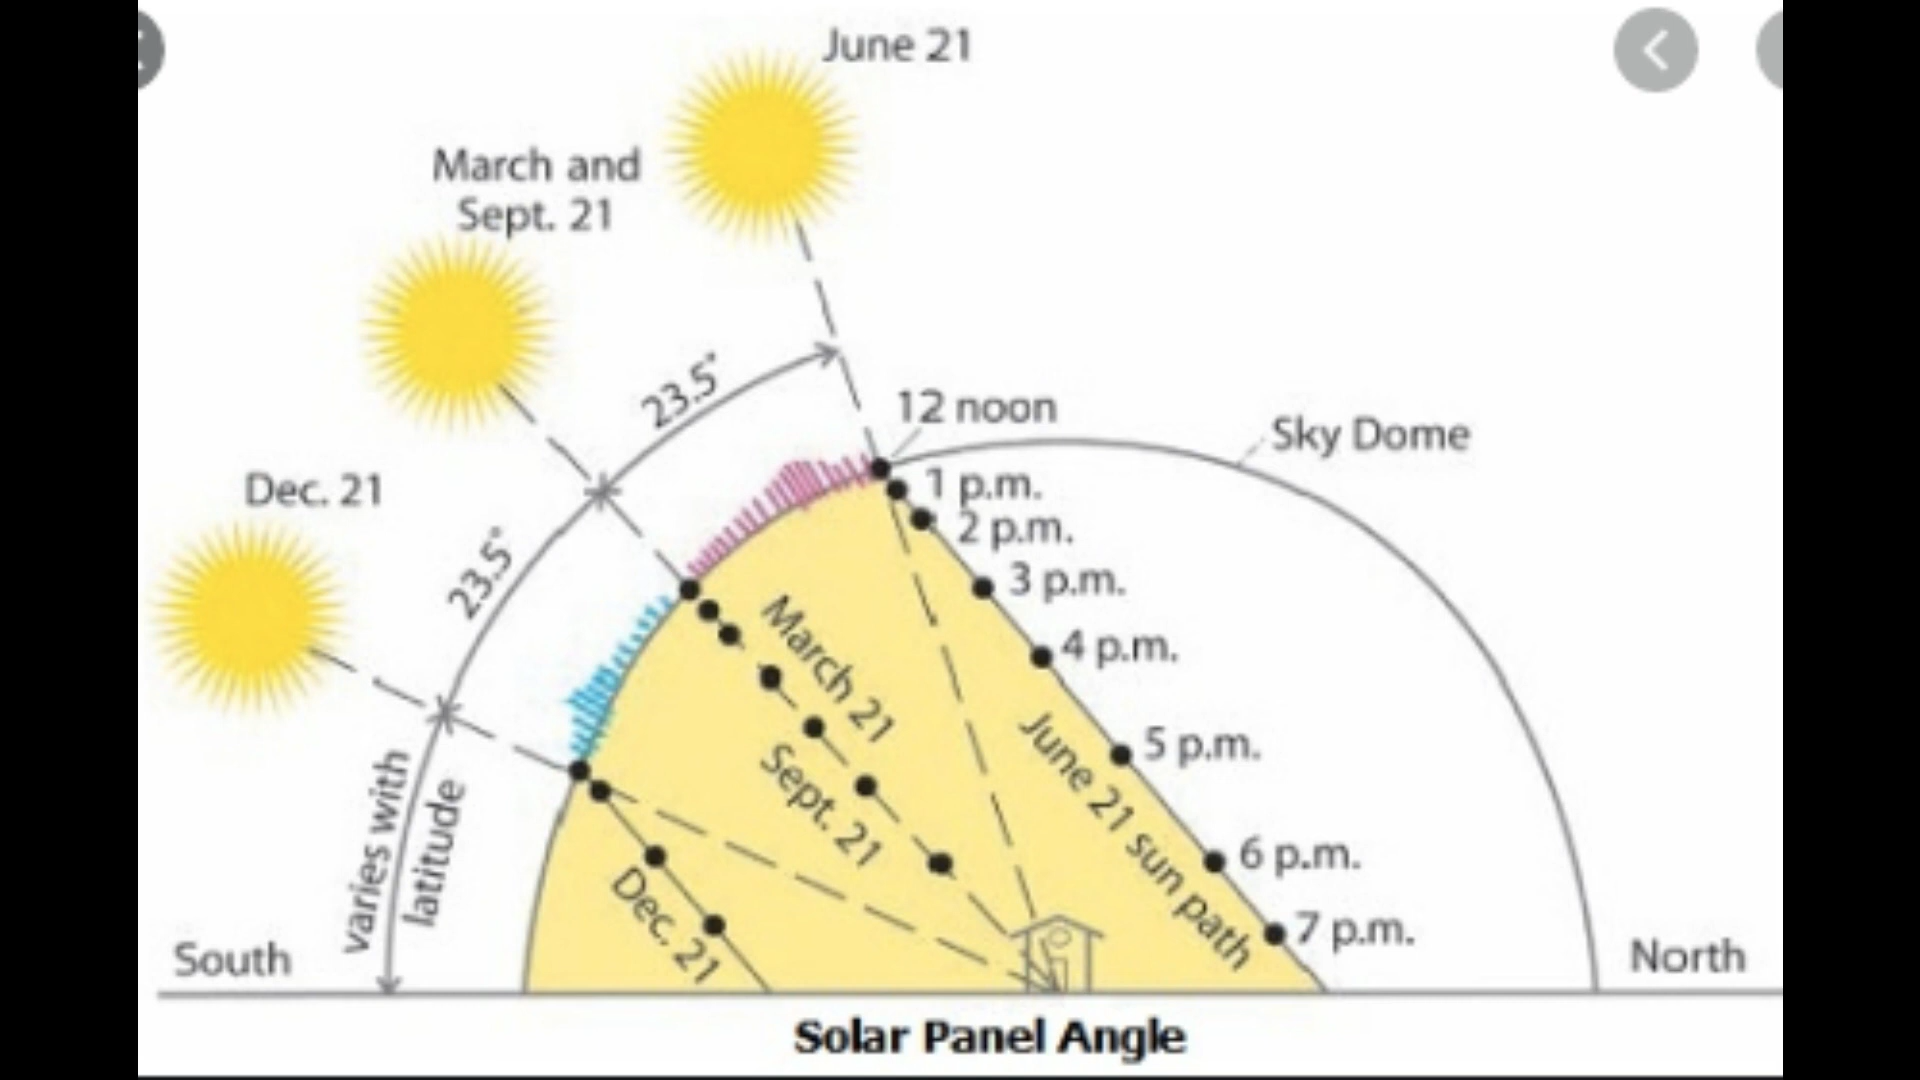 June 21
March and
Sept. 21
23.5°
12 noon
Sky Dome
Dec. 21
1 p.m.
2 p.m.
23.5°
3 p.m.
March 21
4 p.m.
Sept. 21
5 p.m.
June 21 sun path
varies with
latitude
6 p.m.
Dec. 21
7 p.m.
South
North
Solar Panel Angle